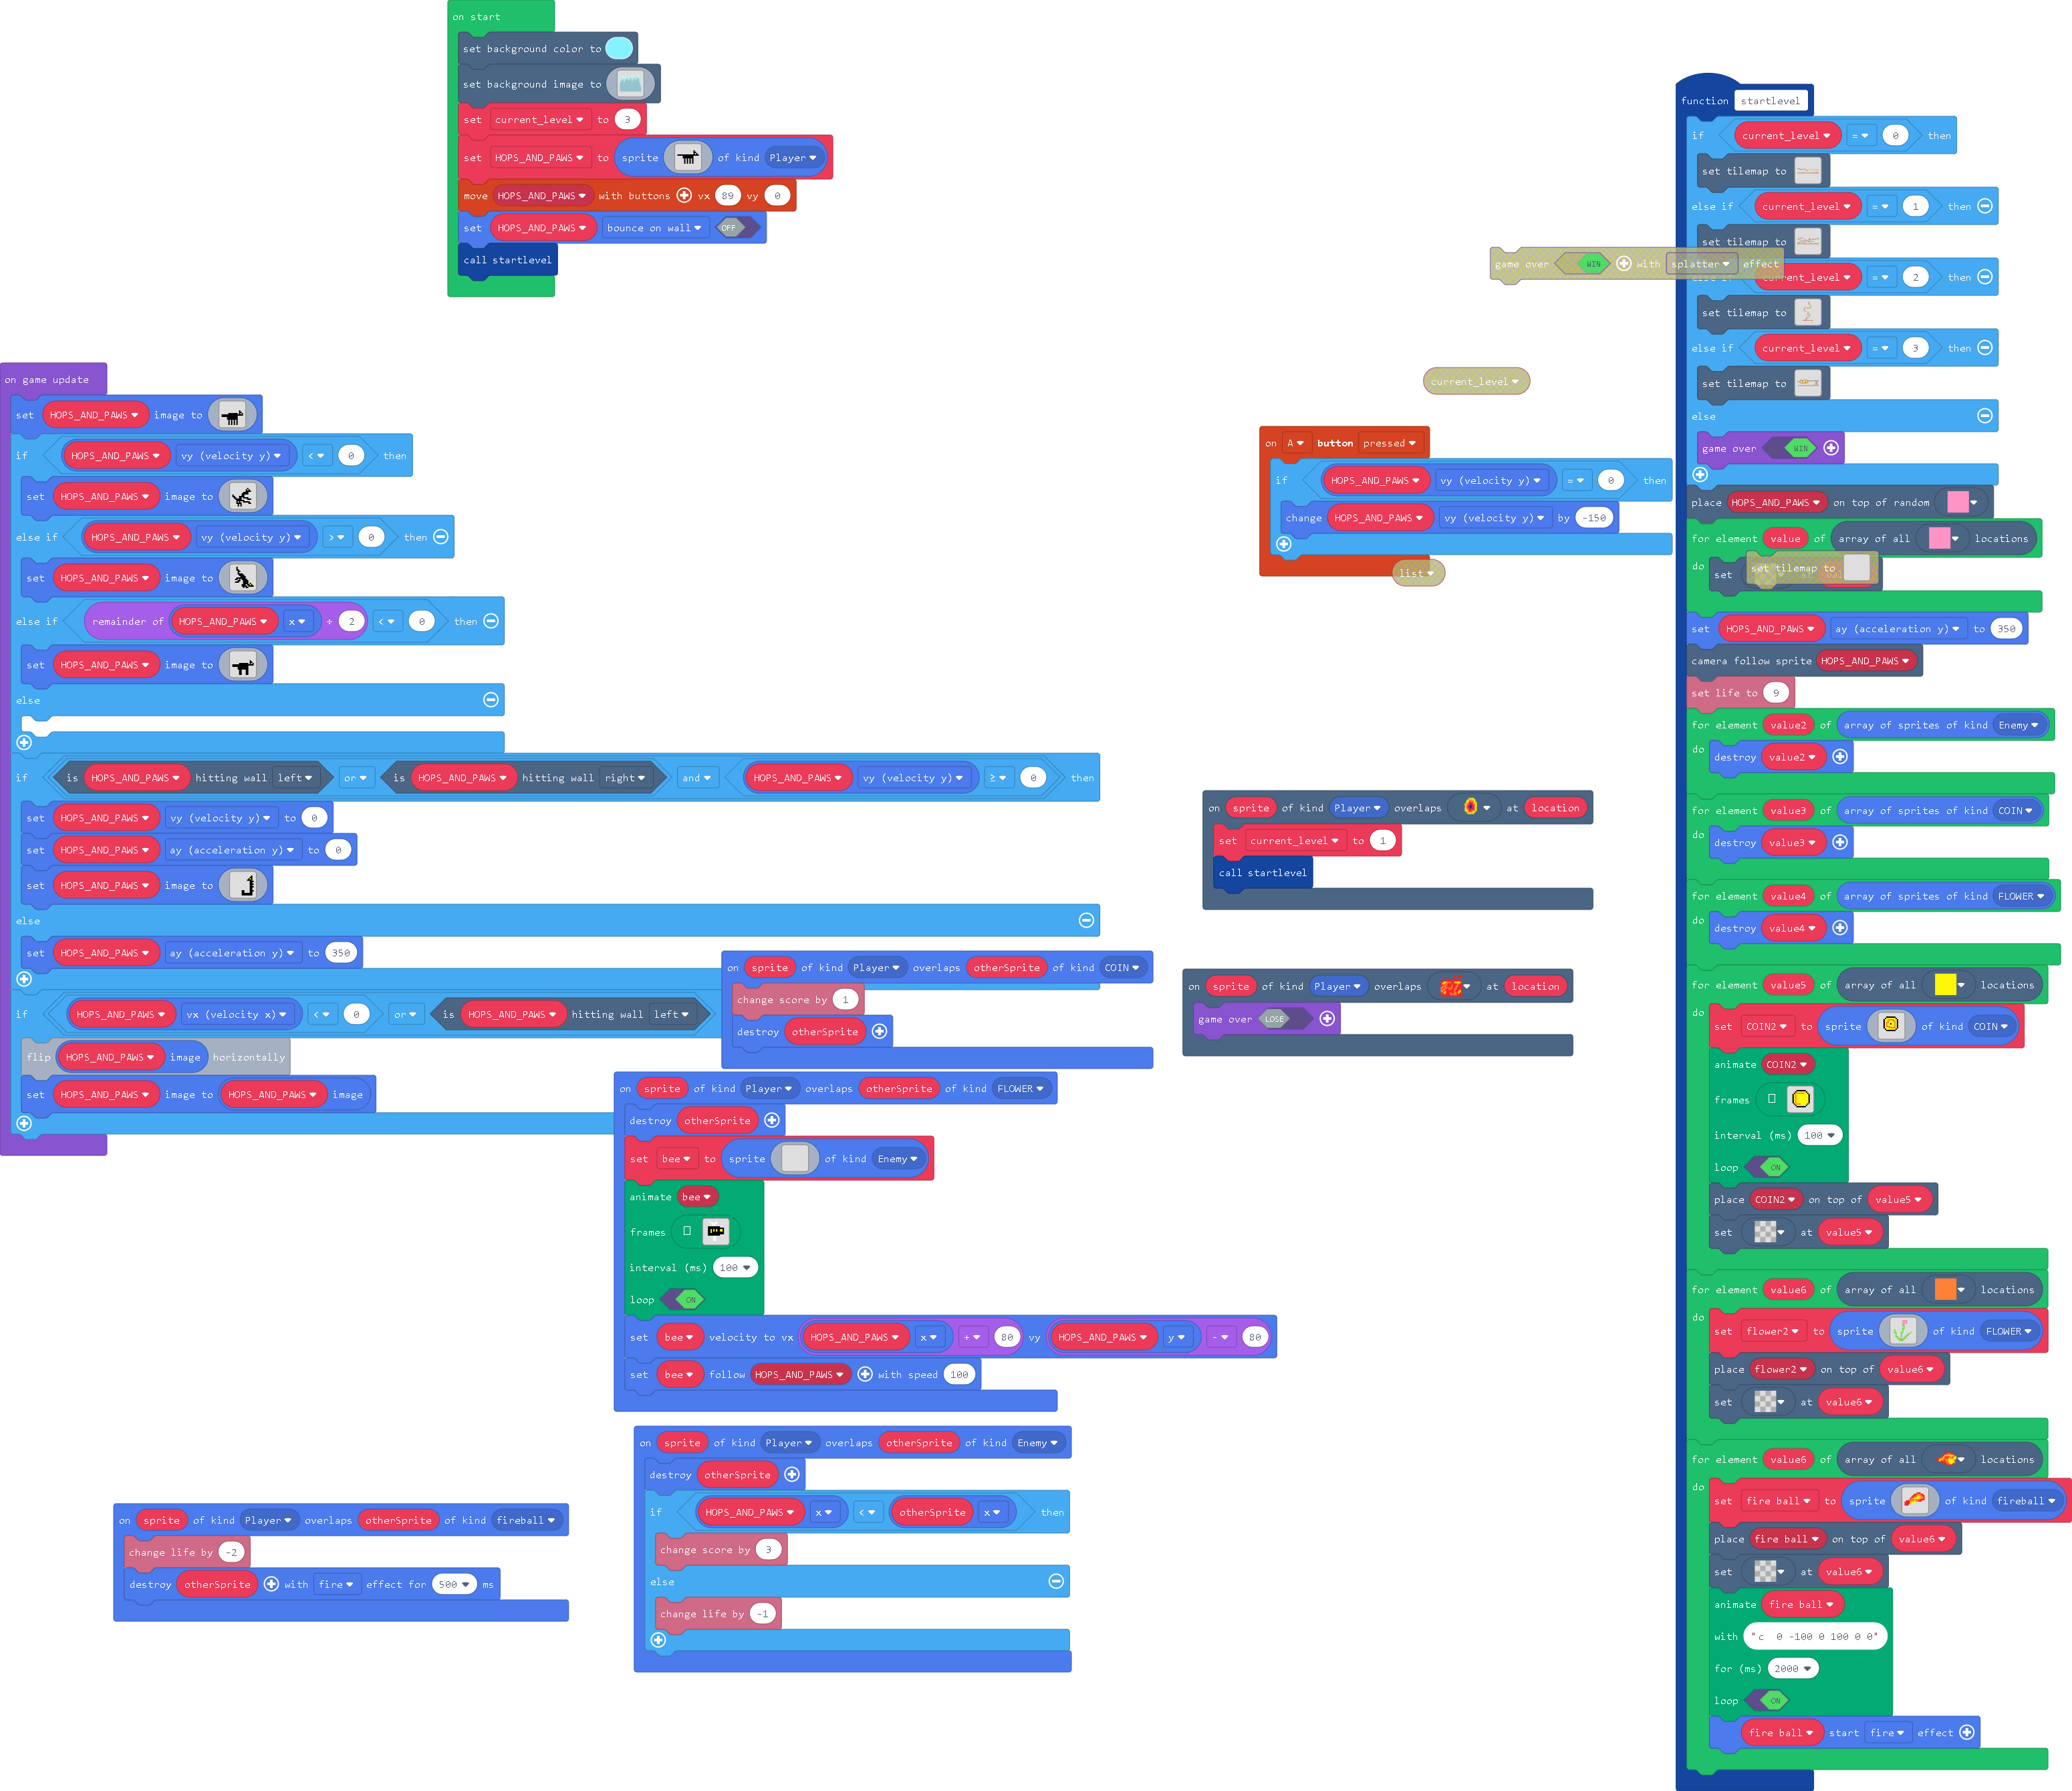 on start
set background color to
set background image to
set current_level to 3
set HOPS_AND_PAWS to sprite of kind Player
move HOPS_AND_PAWS with buttons vx 89 vy 0
set HOPS_AND_PAWS bounce on wall OFF
call startlevel
on game update
set HOPS_AND_PAWS image to
if HOPS_AND_PAWS vy (velocity y) < 0 then
set HOPS_AND_PAWS image to
else if HOPS_AND_PAWS vy (velocity y) > 0 then
set HOPS_AND_PAWS image to
else if remainder of HOPS_AND_PAWS x ÷ 2 < 0 then
set HOPS_AND_PAWS image to
else
if is HOPS_AND_PAWS hitting wall left or is HOPS_AND_PAWS hitting wall right and HOPS_AND_PAWS vy (velocity y) ≥ 0 then
set HOPS_AND_PAWS vy (velocity y) to 0
set HOPS_AND_PAWS ay (acceleration y) to 0
set HOPS_AND_PAWS image to
else
set HOPS_AND_PAWS ay (acceleration y) to 350
if HOPS_AND_PAWS vx (velocity x) < 0 or is HOPS_AND_PAWS hitting wall left
flip HOPS_AND_PAWS image horizontally
set HOPS_AND_PAWS image to HOPS_AND_PAWS image
on sprite of kind Player overlaps otherSprite of kind COIN
change score by 1
destroy otherSprite
on sprite of kind Player overlaps otherSprite of kind FLOWER
destroy otherSprite
set bee to sprite of kind Enemy
animate bee
frames
interval (ms) 100
loop ON
set bee velocity to vx HOPS_AND_PAWS x + 80 vy HOPS_AND_PAWS y - 80
set bee follow HOPS_AND_PAWS with speed 100
on sprite of kind Player overlaps otherSprite of kind Enemy
destroy otherSprite
if HOPS_AND_PAWS x < otherSprite x then
change score by 3
else
change life by -1
on sprite of kind Player overlaps otherSprite of kind fireball
change life by -2
destroy otherSprite with fire effect for 500 ms
game over WIN with splatter effect
current_level
on A button pressed
if HOPS_AND_PAWS vy (velocity y) = 0 then
change HOPS_AND_PAWS vy (velocity y) by -150
list
on sprite of kind Player overlaps at location
set current_level to 1
call startlevel
on sprite of kind Player overlaps at location
game over LOSE
function startlevel
if current_level = 0 then
set tilemap to
else if current_level = 1 then
set tilemap to
current_level = 2 then
set tilemap to
else if current_level = 3 then
set tilemap to
else
game over WIN
place HOPS_AND_PAWS on top of random
for element value of array of all locations
do set
set tilemap to
set HOPS_AND_PAWS ay (acceleration y) to 350
camera follow sprite HOPS_AND_PAWS
set life to 9
for element value2 of array of sprites of kind Enemy
do destroy value2
for element value3 of array of sprites of kind COIN
do destroy value3
for element value4 of array of sprites of kind FLOWER
do destroy value4
for element value5 of array of all locations
do set COIN2 to sprite of kind COIN
animate COIN2
frames
interval (ms) 100
loop ON
place COIN2 on top of value5
set at value5
for element value6 of array of all locations
do set flower2 to sprite of kind FLOWER
place flower2 on top of value6
set at value6
for element value6 of array of all locations
do set fire ball to sprite of kind fireball
place fire ball on top of value6
set at value6
animate fire ball
with "c 0 -100 0 100 0 0"
for (ms) 2000
loop ON
fire ball start fire effect